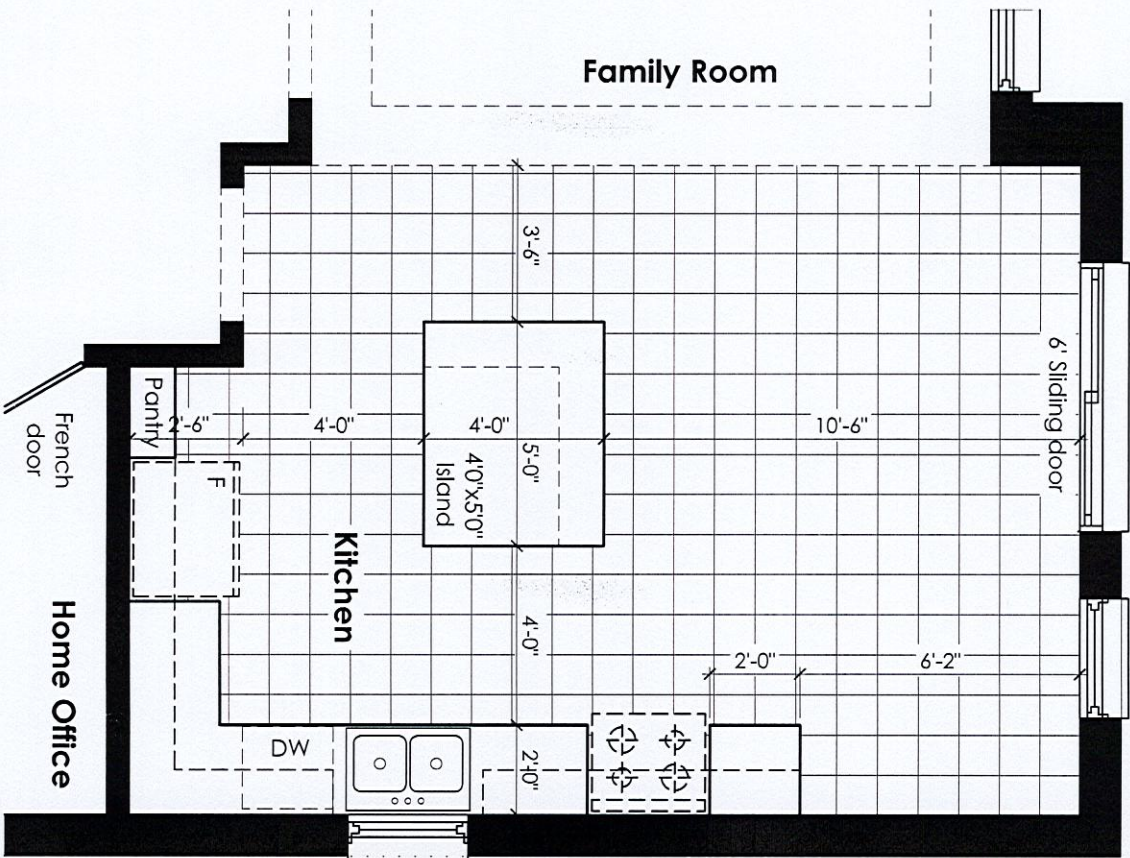 Family Room
3'-6"
6' Sliding door
Pantry
2'-6"
4'-0"
4'-0"
10'-6"
5'-0"
4'0"x5'0"
Island
French
door
F
Kitchen
4'-0"
Home Office
2'-0"
6'-2"
DW
2'-0"